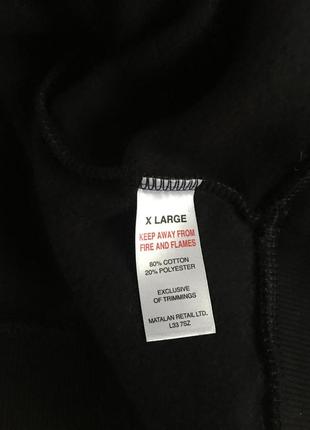 X LARGE
KEEP AWAY FROM
FIRE AND FLAMES
80% COTTON
20% POLYESTER
EXCLUSIVE
OF TRIMMINGS
MATALAN RETAIL LTD.
L33 7SZ